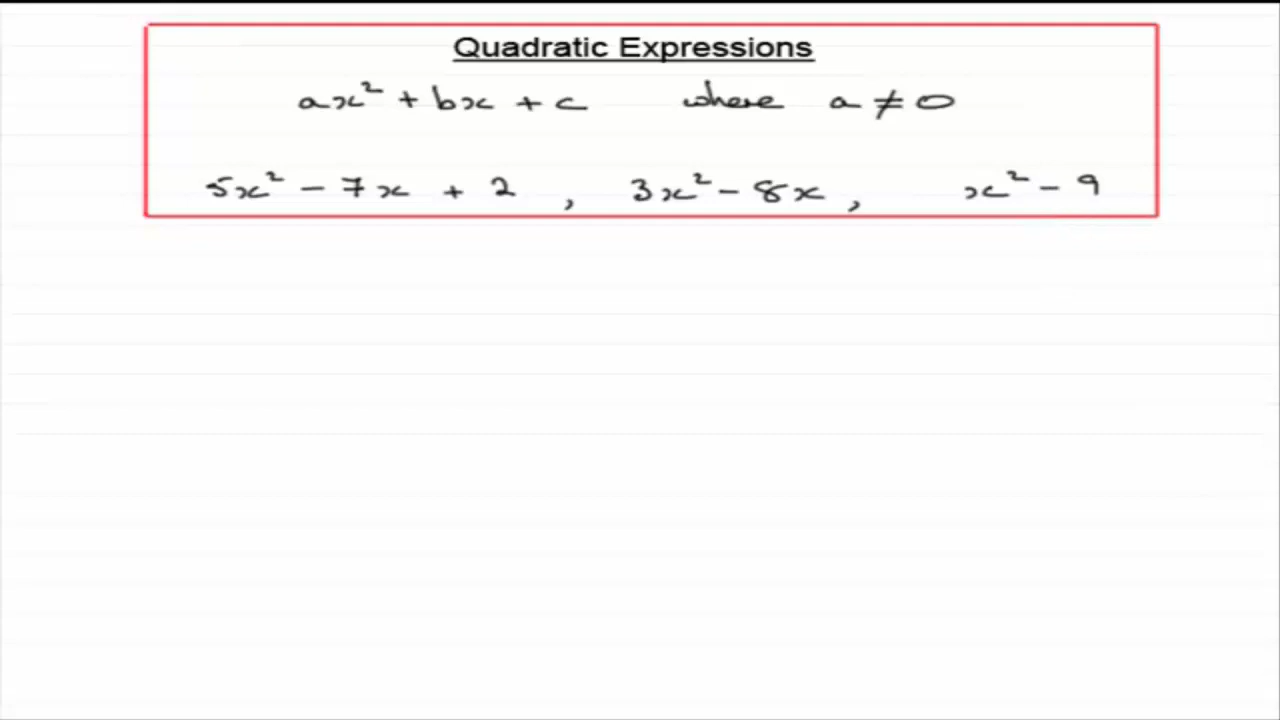 Quadratic Expressions
ax² + bx + c where a ≠ 0
5x² - 7x + 2 , 3x² - 8x , x² - 9